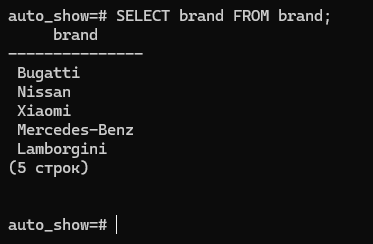 auto_show=# SELECT brand FROM brand;
brand
---------------
Bugatti
Nissan
Xiaomi
Mercedes-Benz
Lamborgini
(5 строк)
auto_show=#